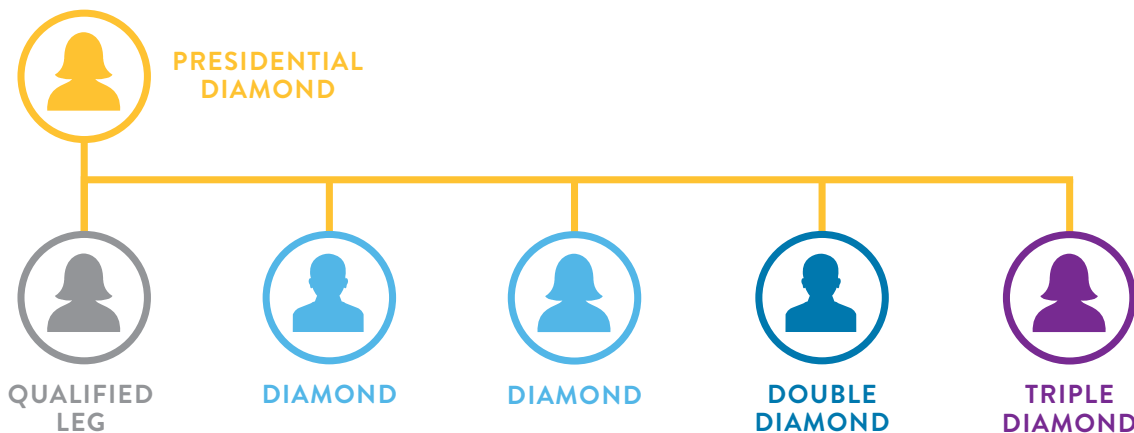 PRESIDENTIAL
DIAMOND
QUALIFIED
LEG
DIAMOND
DIAMOND
DOUBLE
DIAMOND
TRIPLE
DIAMOND